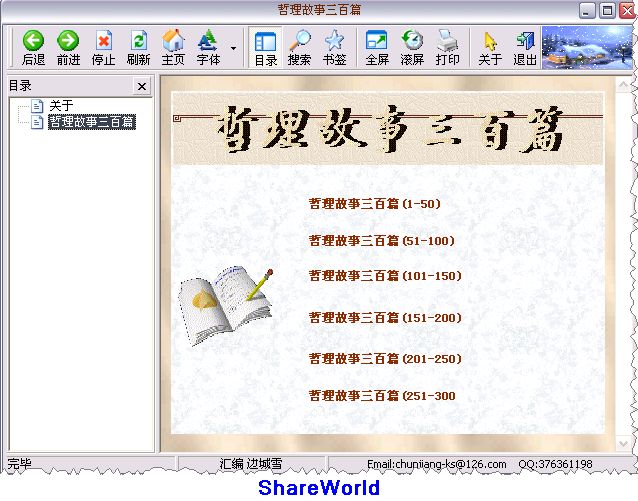 哲理故事三百篇
后退 前进 停止 刷新 主页 字体 目录 搜索 书签 全屏 滚屏 打印 关于 退出
目录
关于
哲理故事三百篇
哲理故事三百篇
哲理故事三百篇(1-50)
哲理故事三百篇(51-100)
哲理故事三百篇(101-150)
哲理故事三百篇(151-200)
哲理故事三百篇(201-250)
哲理故事三百篇(251-300
完毕 汇编 边城雪 Email:chunjiang-ks@126.com QQ:376361198
ShareWorld